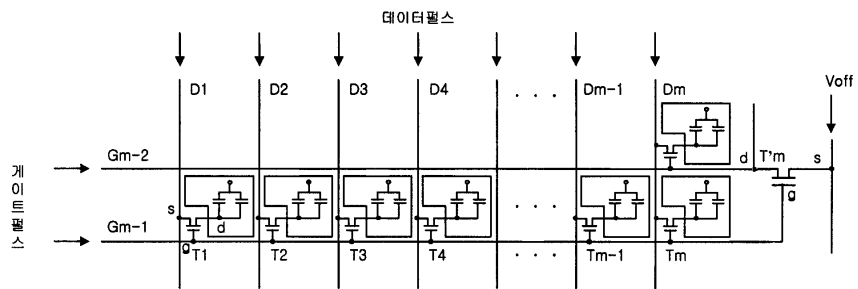 데이터펄스
D1 D2 D3 D4 . . . Dm-1 Dm Voff
Gm-2 . . . d T'm s
g
게이트펄스
s
Gm-1 d . . .
g T1 T2 T3 T4 . . . Tm-1 Tm